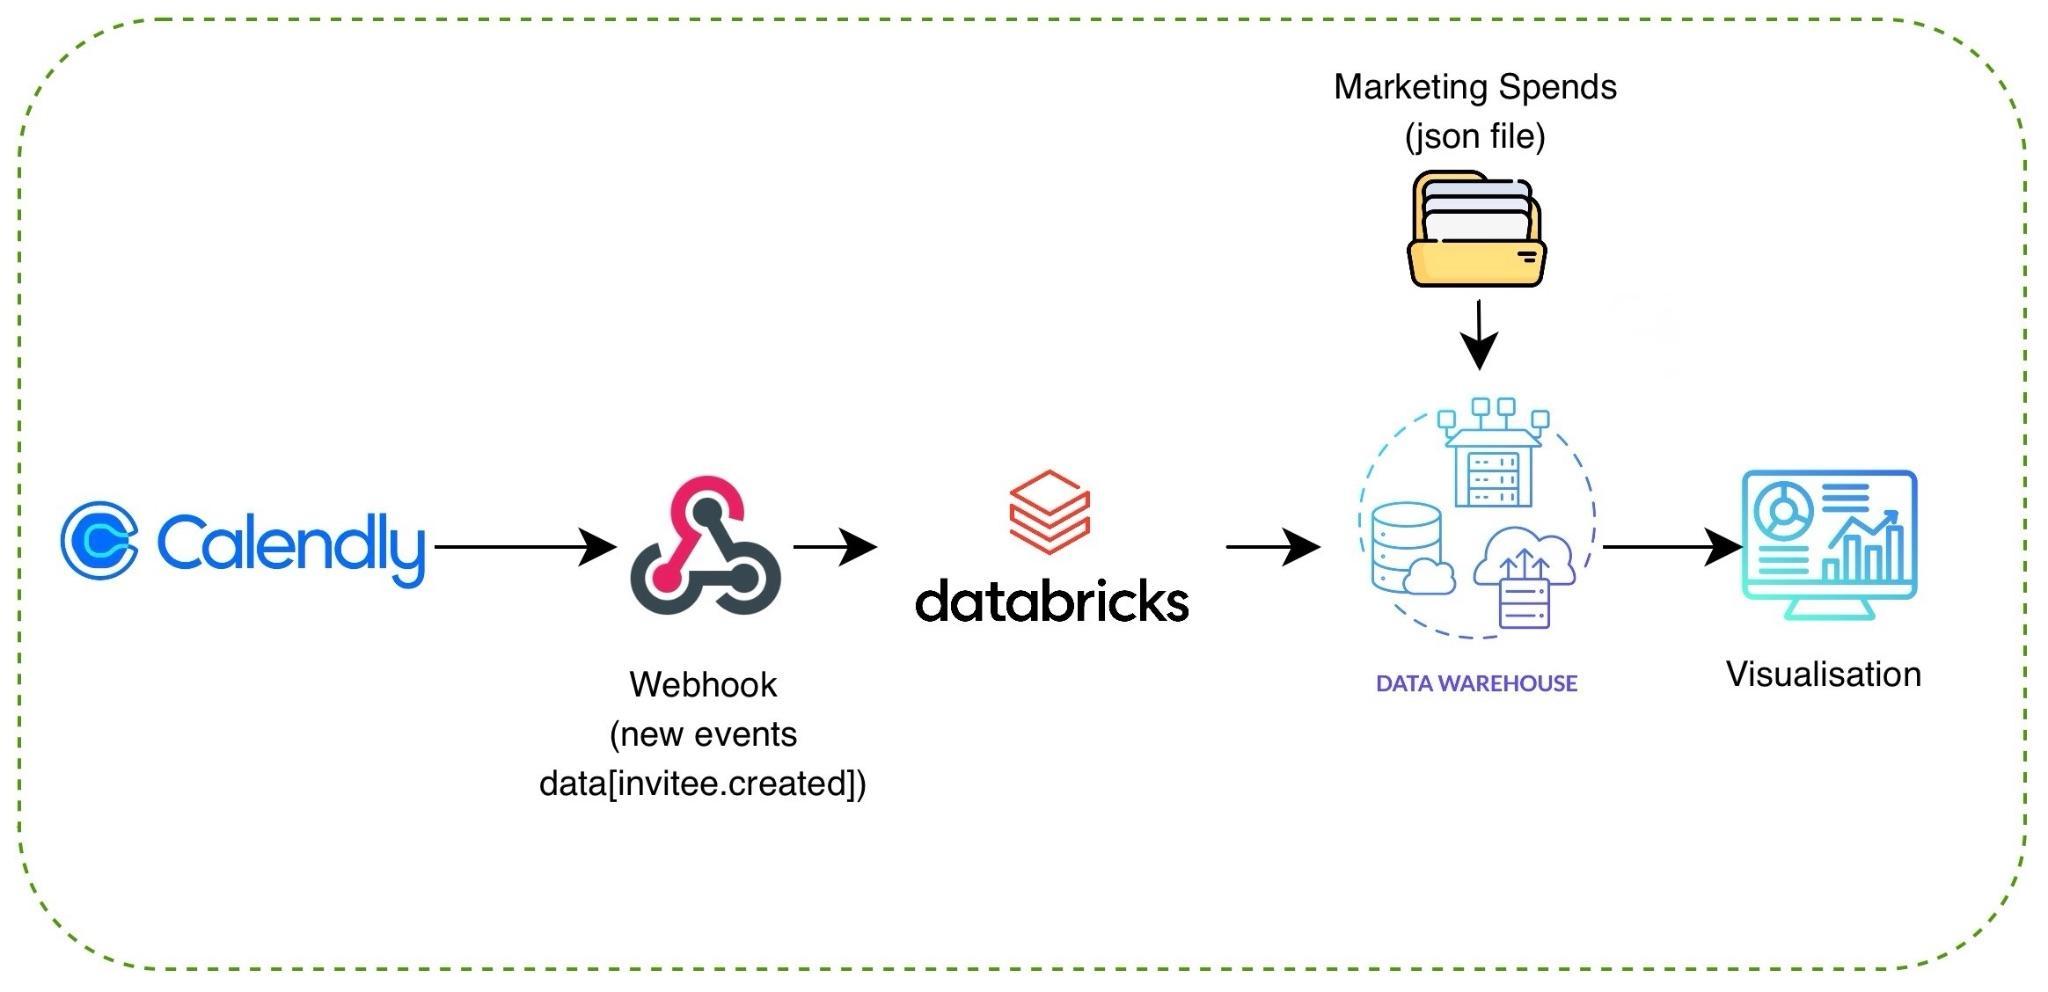 Marketing Spends
(json file)
Calendly
databricks
Webhook
(new events
data[invitee.created])
DATA WAREHOUSE
Visualisation